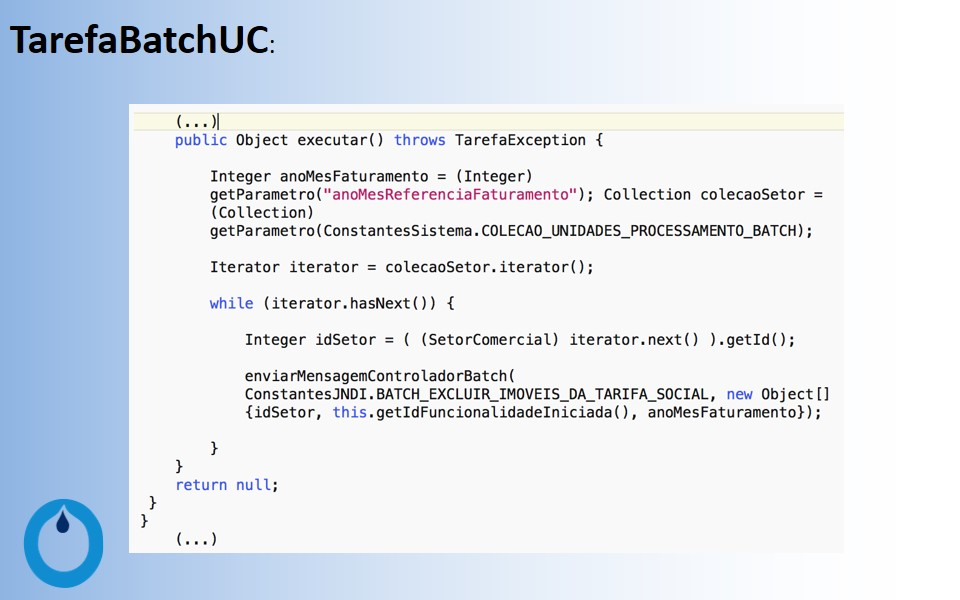 TarefaBatchUC:
(...)
public Object executar() throws TarefaException {
Integer anoMesFaturamento = (Integer)
getParametro("anoMesReferenciaFaturamento"); Collection colecaoSetor =
(Collection)
getParametro(ConstantesSistema.COLECAO_UNIDADES_PROCESSAMENTO_BATCH);
Iterator iterator = colecaoSetor.iterator();
while (iterator.hasNext()) {
Integer idSetor = ( (SetorComercial) iterator.next() ).getId();
enviarMensagemControladorBatch(
ConstantesJNDI.BATCH_EXCLUIR_IMOVEIS_DA_TARIFA_SOCIAL, new Object[]
{idSetor, this.getIdFuncionalidadeIniciada(), anoMesFaturamento});
}
}
return null;
}
}
(...)